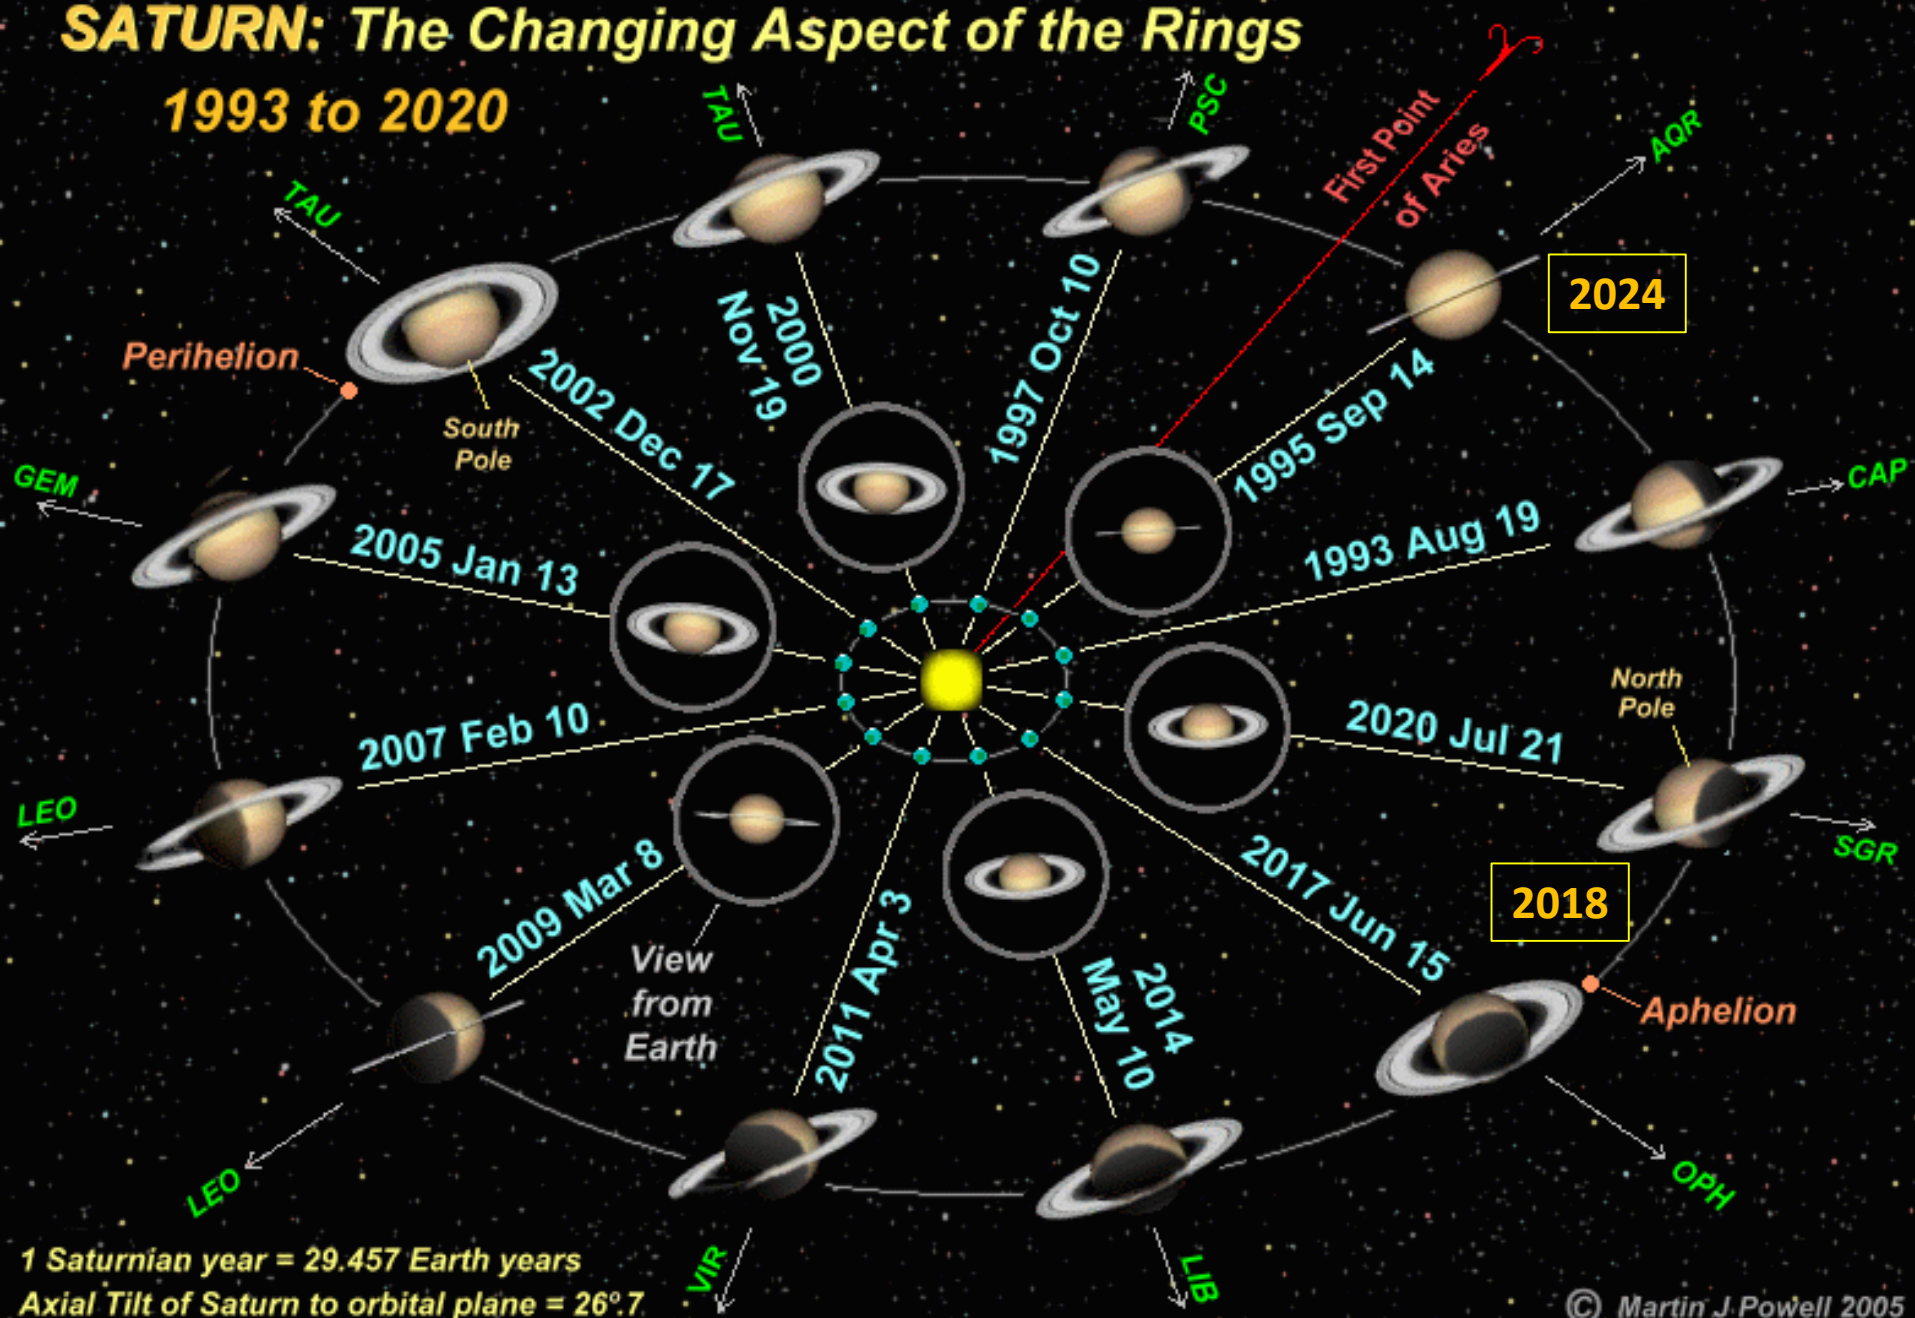 SATURN: The Changing Aspect of the Rings
1993 to 2020
TAU
PSC
First Point
of Aries
AQR
TAU
2024
Perihelion
South
Pole
2002 Dec 17
2000
Nov 19
1997 Oct 10
1995 Sep 14
GEM
CAP
2005 Jan 13
1993 Aug 19
North
Pole
2007 Feb 10
2020 Jul 21
LEO
SGR
2009 Mar 8
2018
2017 Jun 15
View
from
Earth
2011 Apr 3
2014
May 10
Aphelion
LEO
OPH
VIR
LIB
1 Saturnian year = 29.457 Earth years
Axial Tilt of Saturn to orbital plane = 26º.7
© Martin J Powell 2005